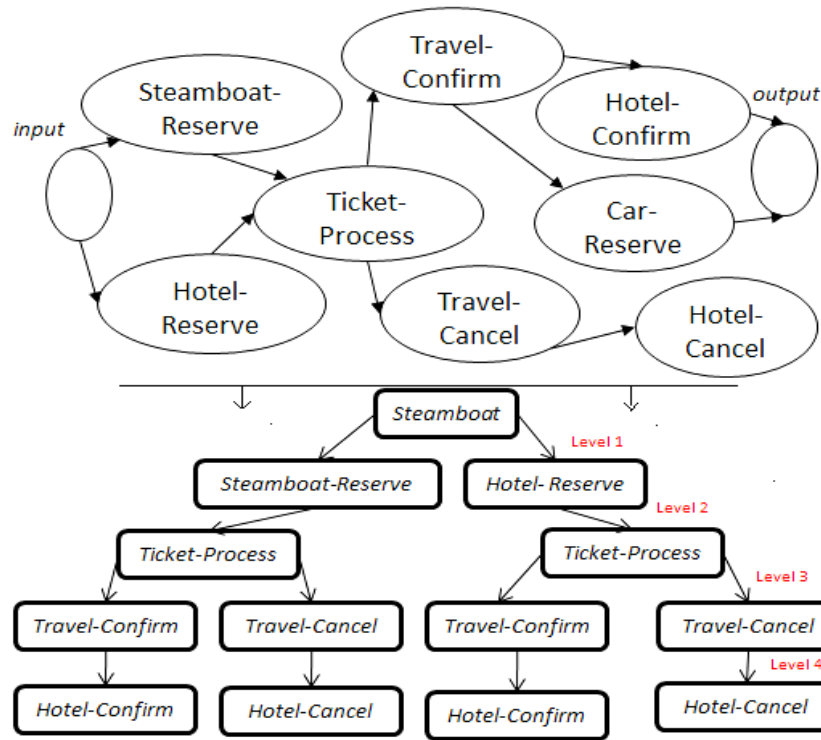 Travel-
Confirm
Steamboat-
Reserve
input
Hotel-
Confirm
output
Ticket-
Process
Car-
Reserve
Hotel-
Reserve
Travel-
Cancel
Hotel-
Cancel
Steamboat
Level 1
Steamboat-Reserve
Hotel- Reserve
Level 2
Ticket-Process
Ticket-Process
Level 3
Travel-Confirm
Travel-Cancel
Travel-Confirm
Travel-Cancel
Level 4
Hotel-Confirm
Hotel-Cancel
Hotel-Confirm
Hotel-Cancel